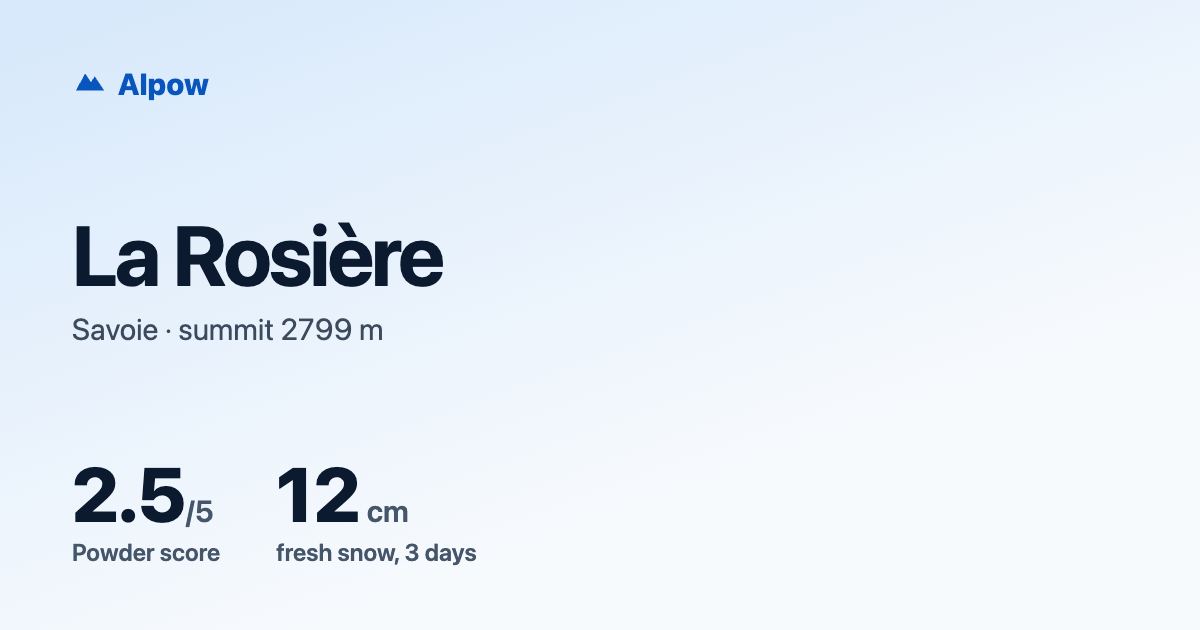 Alpow
La Rosière
Savoie · summit 2799 m
2.5/5 12 cm
Powder score fresh snow, 3 days